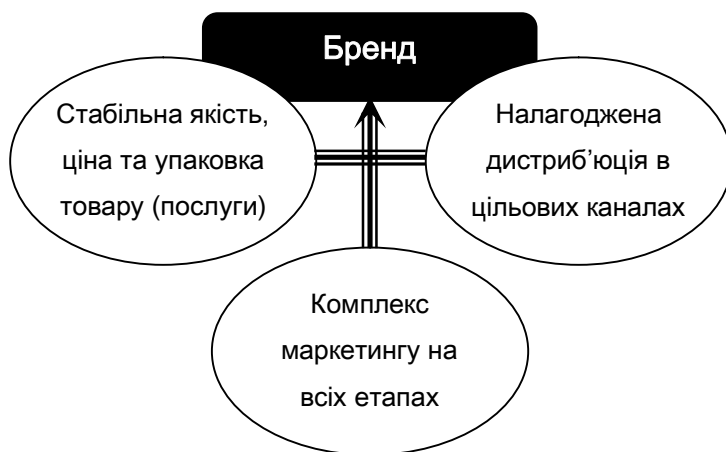 Бренд
Стабільна якість,
ціна та упаковка
товару (послуги)
Налагоджена
дистриб’юція в
цільових каналах
Комплекс
маркетингу на
всіх етапах